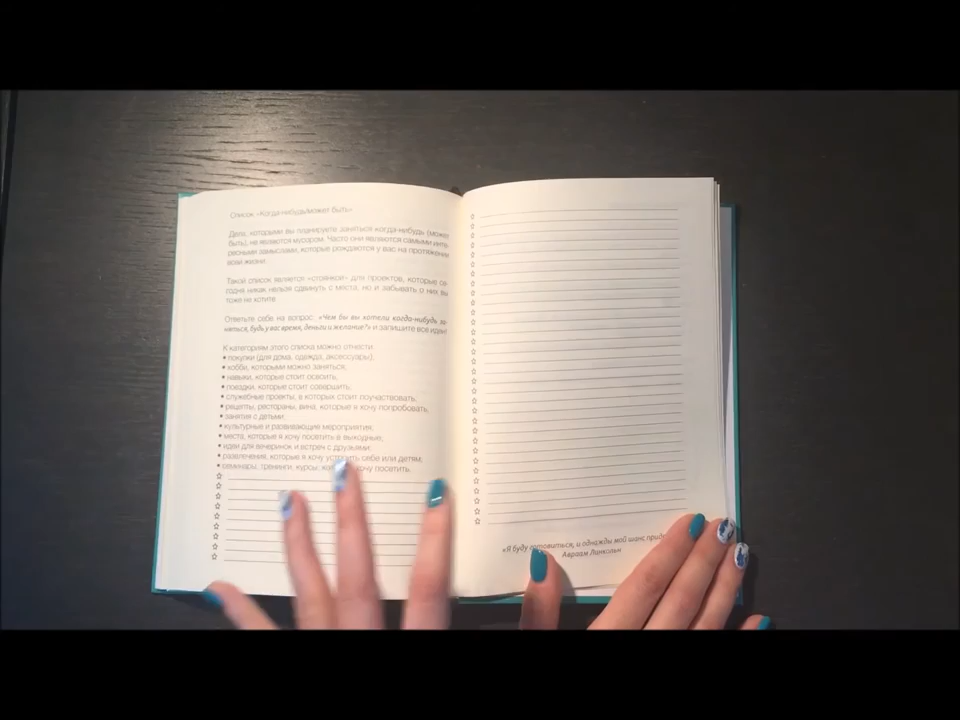 Список «Когда-нибудь/может быть»
Дела, которыми вы планируете заняться когда-нибудь (может
быть), не являются мусором. Часто они являются самыми инте-
ресными замыслами, которые рождаются у вас на протяжении
всей жизни.
Такой список является «стоянкой» для проектов, которые се-
годня никак нельзя сдвинуть с места, но и забывать о них вы
тоже не хотите.
Ответьте себе на вопрос: «Чем бы вы хотели когда-нибудь за-
няться, будь у вас время, деньги и желание?» и запишите все идеи
К категориям этого списка можно отнести:
• покупки (для дома, одежда, аксессуары),
• хобби, которыми можно заняться,
• навыки, которые стоит освоить,
• поездки, которые стоит совершить,
• служебные проекты, в которых стоит поучаствовать,
• рецепты, рестораны, вина, которые я хочу попробовать,
• занятия с детьми,
• культурные и развивающие мероприятия,
• места, которые я хочу посетить в выходные,
• идеи для вечеринок и встреч с друзьями,
• развлечения, которые я хочу устроить себе или детям,
• семинары, тренинги, курсы, хочу посетить.
«Я буду готовиться, и однажды мой шанс
Авраам Линкольн